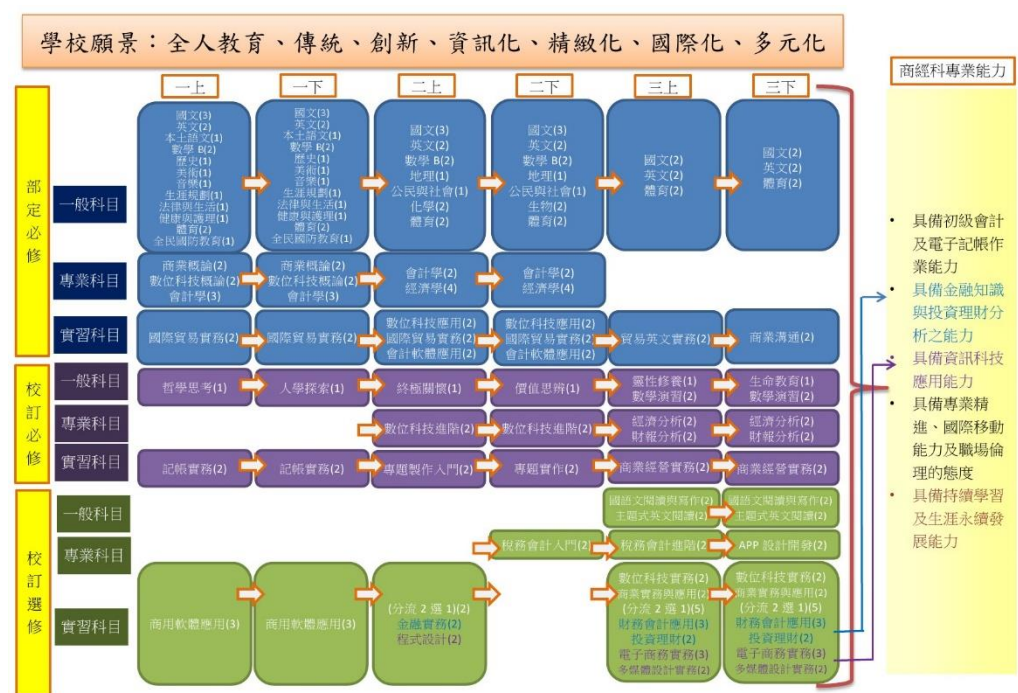 學校願景：全人教育、傳統、創新、資訊化、精緻化、國際化、多元化
商經科專業能力
一上
一下
二上
二下
三上
三下
部定必修
一般科目
國文(3)
英文(2)
本土語文(1)
數學 B(2)
歷史(1)
美術(1)
音樂(1)
生涯規劃(1)
法律與生活(1)
健康與護理(1)
體育(2)
全民國防教育(1)
國文(3)
英文(2)
本土語文(1)
數學 B(2)
歷史(1)
美術(1)
音樂(1)
生涯規劃(1)
法律與生活(1)
健康與護理(1)
體育(2)
全民國防教育(1)
國文(3)
英文(2)
數學 B(2)
地理(1)
公民與社會(1)
化學(2)
體育(2)
國文(3)
英文(2)
數學 B(2)
地理(1)
公民與社會(1)
生物(2)
體育(2)
國文(2)
英文(2)
體育(2)
國文(2)
英文(2)
體育(2)
專業科目
商業概論(2)
數位科技概論(2)
會計學(3)
商業概論(2)
數位科技概論(2)
會計學(3)
會計學(2)
經濟學(4)
會計學(2)
經濟學(4)
實習科目
國際貿易實務(2)
國際貿易實務(2)
數位科技應用(2)
國際貿易實務(2)
會計軟體應用(2)
數位科技應用(2)
國際貿易實務(2)
會計軟體應用(2)
貿易英文實務(2)
商業溝通(2)
校訂必修
一般科目
哲學思考(1)
人學探索(1)
終極關懷(1)
價值思辨(1)
靈性修養(1)
數學演習(2)
生命教育(1)
數學演習(2)
專業科目
數位科技進階(2)
數位科技進階(2)
經濟分析(2)
財報分析(2)
經濟分析(2)
財報分析(2)
實習科目
記帳實務(2)
記帳實務(2)
專題製作入門(2)
專題實作(2)
商業經營實務(2)
商業經營實務(2)
校訂選修
一般科目
國語文閱讀與寫作(2)
主題式英文閱讀(2)
國語文閱讀與寫作(2)
主題式英文閱讀(2)
專業科目
稅務會計入門(2)
稅務會計進階(2)
APP 設計開發(2)
實習科目
商用軟體應用(3)
商用軟體應用(3)
(分流 2 選 1)(2)
金融實務(2)
程式設計(2)
數位科技實務(2)
商業實務與應用(2)
(分流 2 選 1)(5)
財務會計應用(3)
投資理財(2)
電子商務實務(3)
多媒體設計實務(2)
數位科技實務(2)
商業實務與應用(2)
(分流 2 選 1)(5)
財務會計應用(3)
投資理財(2)
電子商務實務(3)
多媒體設計實務(2)
• 具備初級會計
及電子記帳作
業能力
• 具備金融知識
與投資理財分
析之能力
• 具備資訊科技
應用能力
• 具備專業精
進、國際移動
能力及職場倫
理的態度
• 具備持續學習
及生涯永續發
展能力